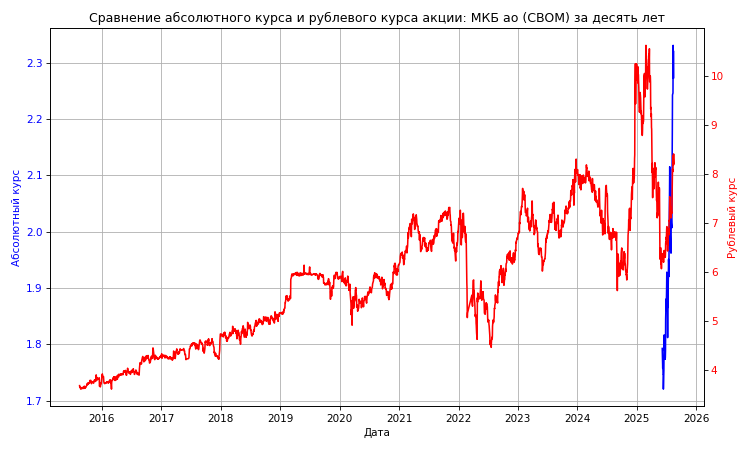 Сравнение абсолютного курса и рублевого курса акции: МКБ ао (CBOM) за десять лет
Абсолютный курс
2.3
2.2
2.1
2.0
1.9
1.8
1.7
10
9
8
7
6
5
4
Рублевый курс
2016 2017 2018 2019 2020 2021 2022 2023 2024 2025 2026
Дата